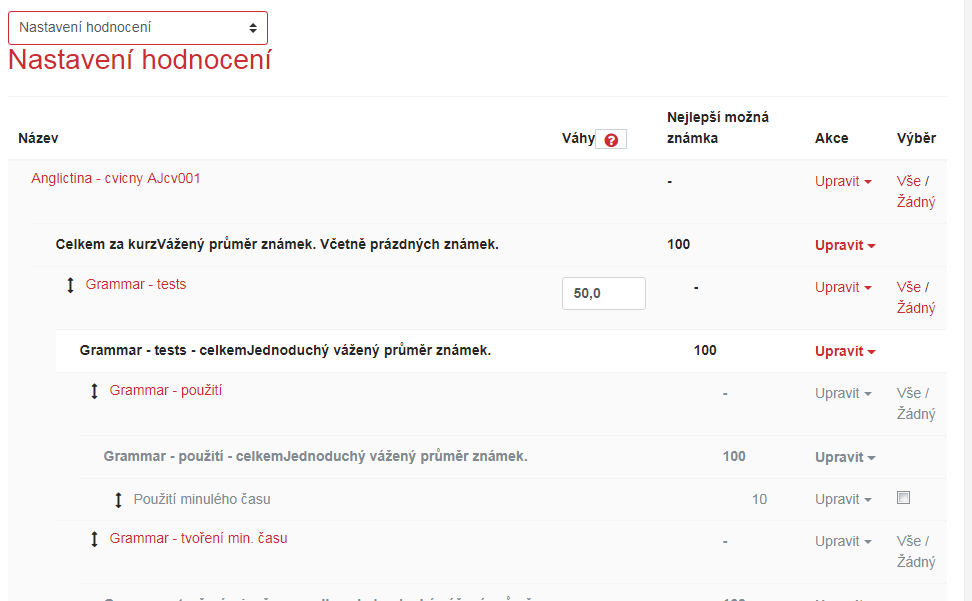 Nastavení hodnocení
Nastavení hodnocení
Nejlepší možná
Název Váhy ? známka Akce Výběr
Anglictina - cvicny AJcv001 - Upravit Vše /
Žádný
Celkem za kurzVážený průměr známek. Včetně prázdných známek. 100 Upravit
Grammar - tests 50,0 - Upravit Vše /
Žádný
Grammar - tests - celkemJednoduchý vážený průměr známek. 100 Upravit
Grammar - použití - Upravit Vše /
Žádný
Grammar - použití - celkemJednoduchý vážený průměr známek. 100 Upravit
Použití minulého času 10 Upravit
Grammar - tvoření min. času - Upravit Vše /
Žádný